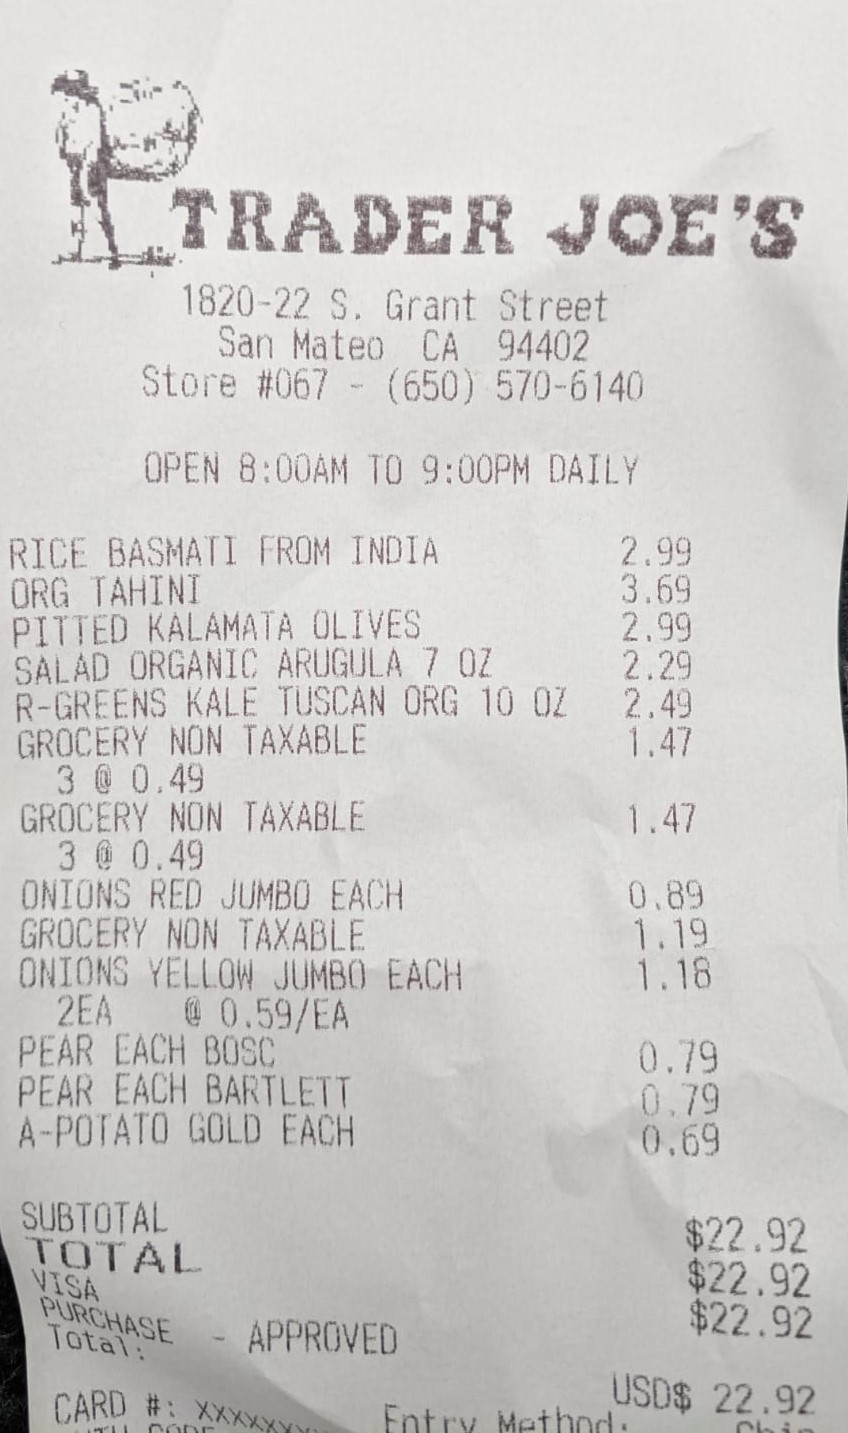 TRADER JOE'S
1820-22 S. Grant Street
San Mateo CA 94402
Store #067 - (650) 570-6140
OPEN 8:00AM TO 9:00PM DAILY
RICE BASMATI FROM INDIA 2.99
ORG TAHINI 3.69
PITTED KALAMATA OLIVES 2.99
SALAD ORGANIC ARUGULA 7 OZ 2.29
R-GREENS KALE TUSCAN ORG 10 OZ 2.49
GROCERY NON TAXABLE 1.47
3 @ 0.49
GROCERY NON TAXABLE 1.47
3 @ 0.49
ONIONS RED JUMBO EACH 0.89
GROCERY NON TAXABLE 1.19
ONIONS YELLOW JUMBO EACH 1.18
2EA @ 0.59/EA
PEAR EACH BOSC 0.79
PEAR EACH BARTLETT 0.79
A-POTATO GOLD EACH 0.69
SUBTOTAL $22.92
TOTAL $22.92
VISA $22.92
PURCHASE - APPROVED
Total: USD$ 22.92
CARD #: XXXXXXXX Entry Method: Chip